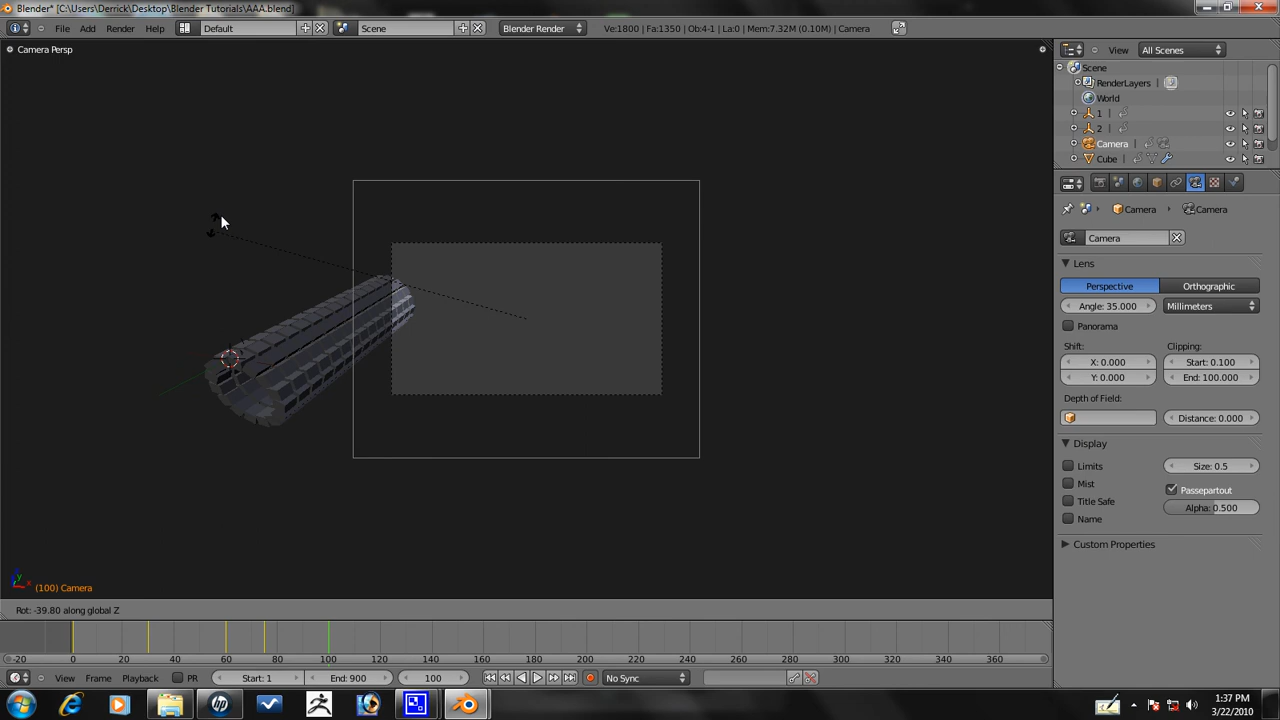 Blender* [C:\Users\Derrick\Desktop\Blender Tutorials\AAA.blend]
File Add Render Help Default Scene Blender Render Ve:1800 | Fa:1350 | Ob:4-1 | La:0 | Mem:7.32M (0.10M) | Camera
Camera Persp
View All Scenes
Scene
RenderLayers |
World
1 |
2 |
Camera |
Cube |
Camera Camera
Camera
Lens
Perspective Orthographic
Angle: 35.000 Millimeters
Panorama
Shift: Clipping:
X: 0.000 Start: 0.100
Y: 0.000 End: 100.000
Depth of Field:
Distance: 0.000
Display
Limits Size: 0.5
Mist Passepartout
Title Safe Alpha: 0.500
Name
Custom Properties
(100) Camera
Rot: -39.80 along global Z
-20 0 20 40 60 80 100 120 140 160 180 200 220 240 260 280 300 320 340 360
View Frame Playback PR Start: 1 End: 900 100 No Sync
1:37 PM
3/22/2010